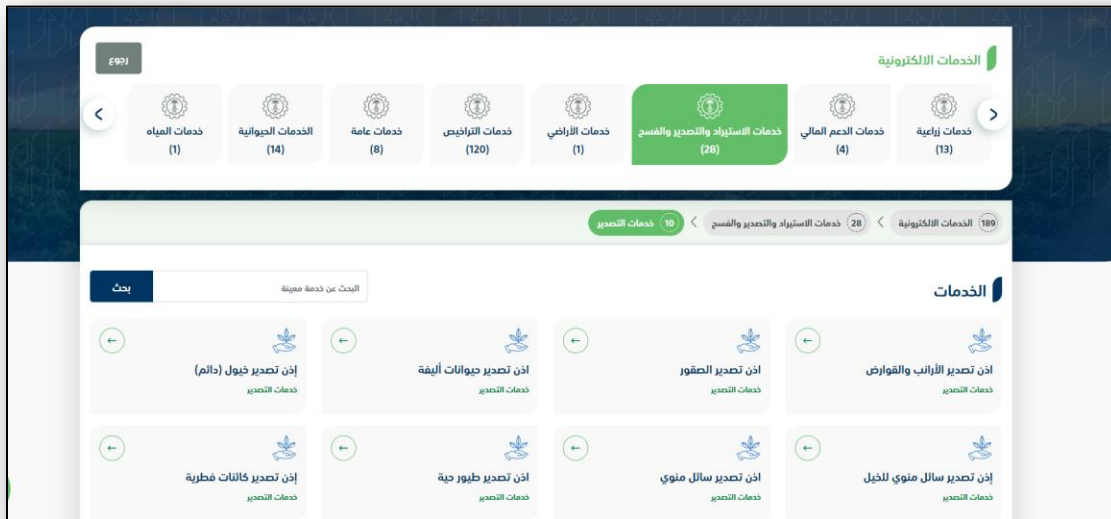 الخدمات الالكترونية
رجوع
خدمات زراعية
(13)
خدمات الدعم المالي
(4)
خدمات الاستيراد والتصدير والفسح
(28)
خدمات الأراضي
(1)
خدمات التراخيص
(120)
خدمات عامة
(8)
الخدمات الحيوانية
(14)
خدمات المياه
(1)
189 الخدمات الالكترونية > 28 خدمات الاستيراد والتصدير والفسح > 10 خدمات التصدير
الخدمات
البحث عن خدمة معينة
بحث
اذن تصدير الأرانب والقوارض
خدمات التصدير
اذن تصدير الصقور
خدمات التصدير
اذن تصدير حيوانات أليفة
خدمات التصدير
إذن تصدير خيول (دائم)
خدمات التصدير
إذن تصدير سائل منوي للخيل
خدمات التصدير
اذن تصدير سائل منوي
خدمات التصدير
اذن تصدير طيور حية
خدمات التصدير
إذن تصدير كائنات فطرية
خدمات التصدير